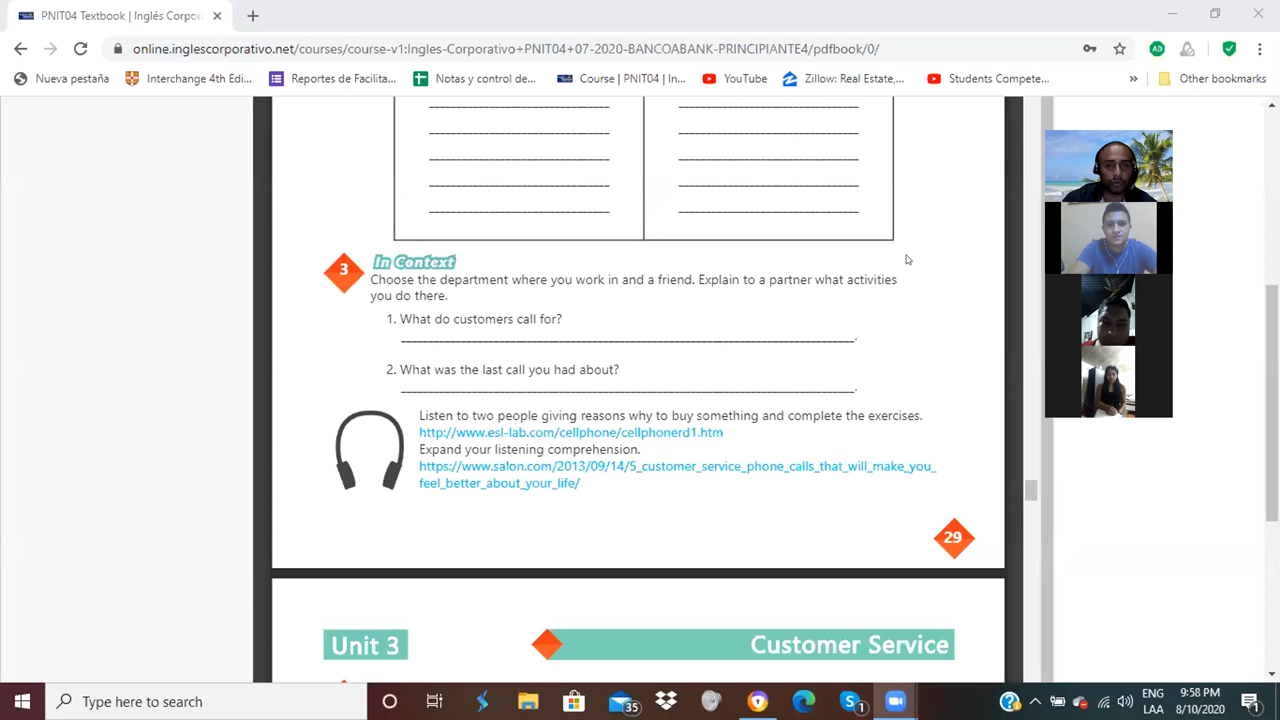 PNIT04 Textbook | Inglés Corpor
online.inglescorporativo.net/courses/course-v1:Ingles-Corporativo+PNIT04+07-2020-BANCOABANK-PRINCIPIANTE4/pdfbook/0/
Nueva pestaña
Interchange 4th Edi...
Reportes de Facilita...
Notas y control de...
Course | PNIT04 | In...
YouTube
Zillow: Real Estate,...
Students Compete...
»
Other bookmarks
3
In Context
Choose the department where you work in and a friend. Explain to a partner what activities
you do there.
1. What do customers call for?
2. What was the last call you had about?
Listen to two people giving reasons why to buy something and complete the exercises.
http://www.esl-lab.com/cellphone/cellphonerd1.htm
Expand your listening comprehension.
https://www.salon.com/2013/09/14/5_customer_service_phone_calls_that_will_make_you_
feel_better_about_your_life/
29
Unit 3
Customer Service
Type here to search
35
1
ENG
LAA
9:58 PM
8/10/2020
1